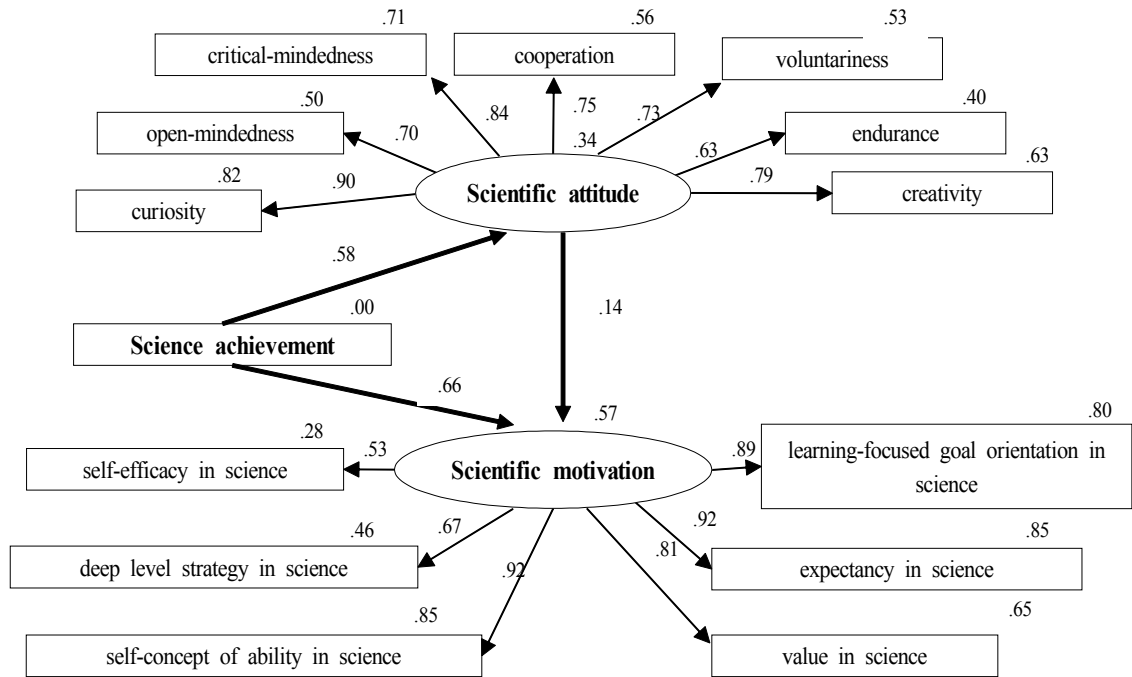 .71
.56
.53
critical-mindedness
cooperation
voluntariness
.50
.84
.75
.73
.40
open-mindedness
.70
.34
.63
endurance
.82
.90
Scientific attitude
.79
.63
curiosity
creativity
.58
.00
.14
Science achievement
.66
.57
.80
.28
.53
.89
learning-focused goal orientation in
science
self-efficacy in science
Scientific motivation
.46
.67
.92
.81
.92
.85
deep level strategy in science
expectancy in science
.85
.65
self-concept of ability in science
value in science